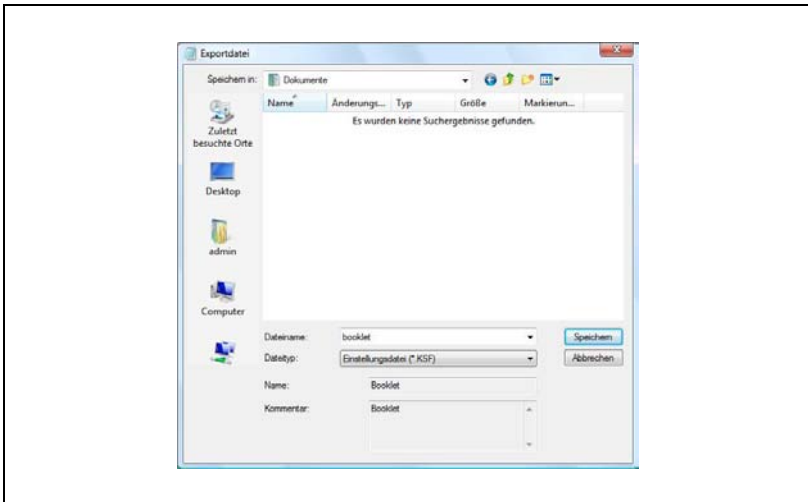 Exportdatei
Speichern in: Dokumente
Name Änderungs... Typ Größe Markierun...
Es wurden keine Suchergebnisse gefunden.
Zuletzt
besuchte Orte
Desktop
admin
Computer
Dateiname: booklet Speichern
Dateityp: Einstellungsdatei (*.KSF) Abbrechen
Name: Booklet
Kommentar: Booklet